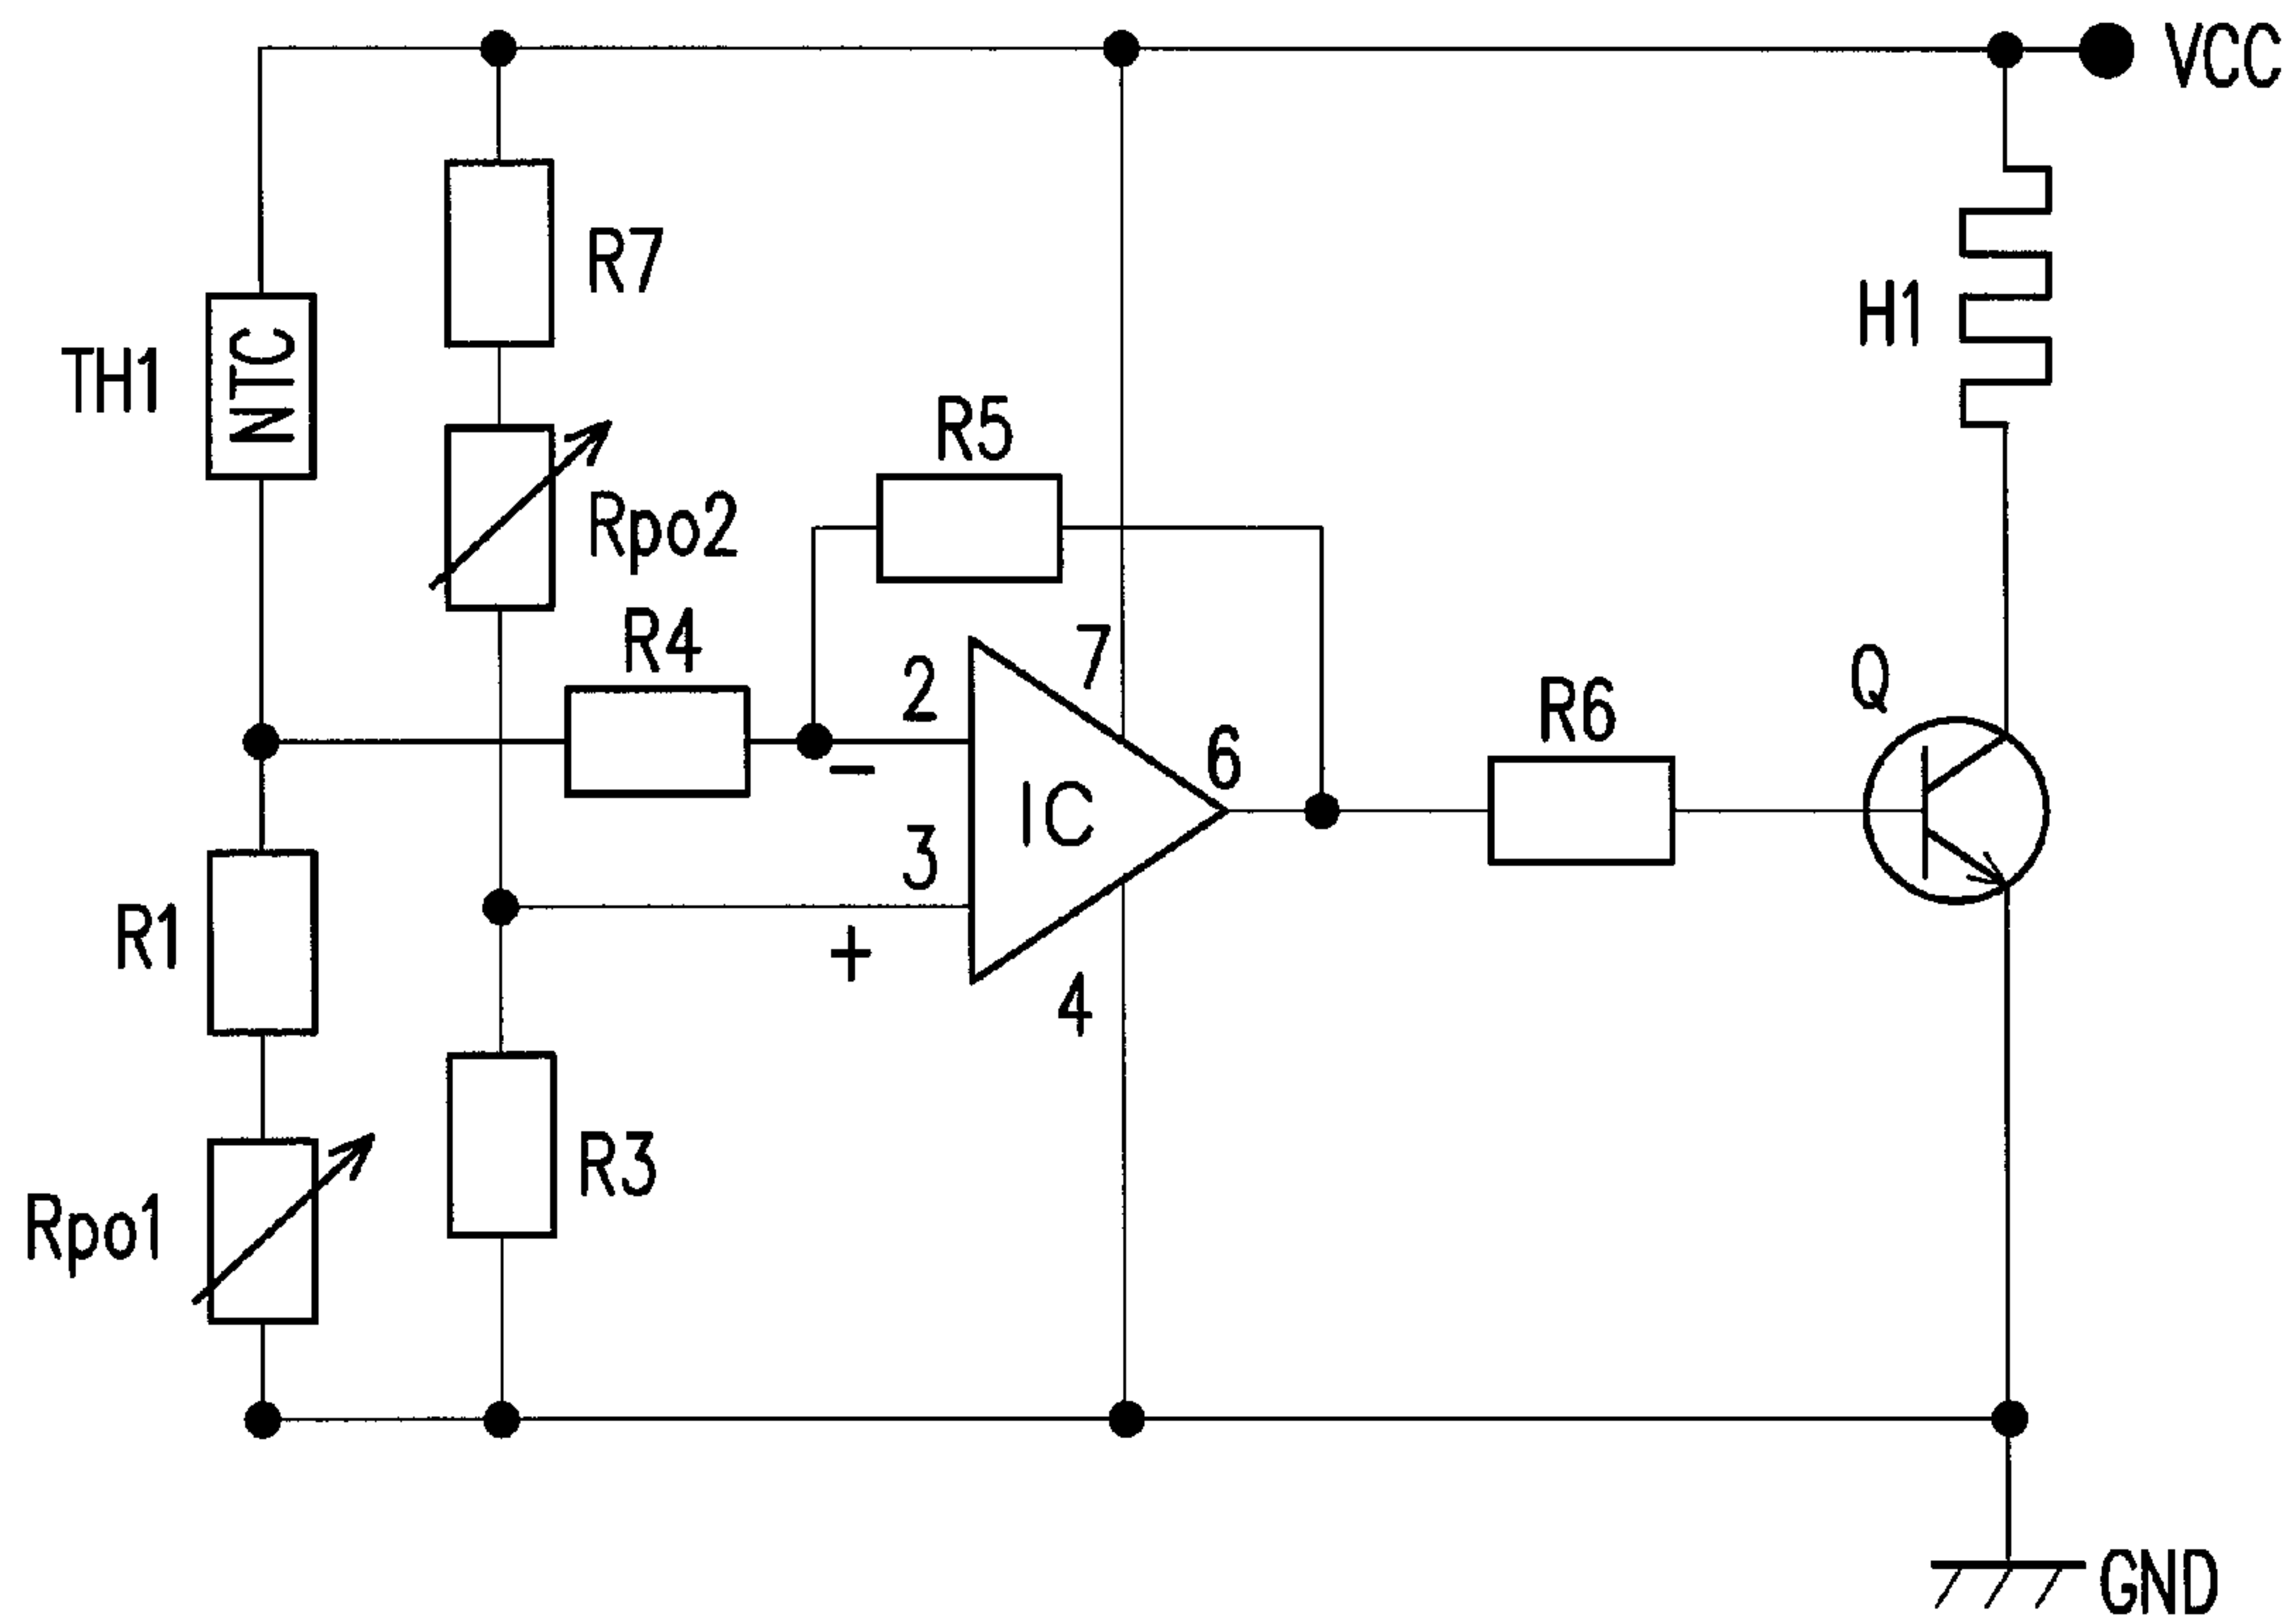 VCC
R7
H1
TH1
NTC
R5
Rpo2
R4
7
2
Q
R6
6
−
IC
3
R1
+
4
R3
Rpo1
GND